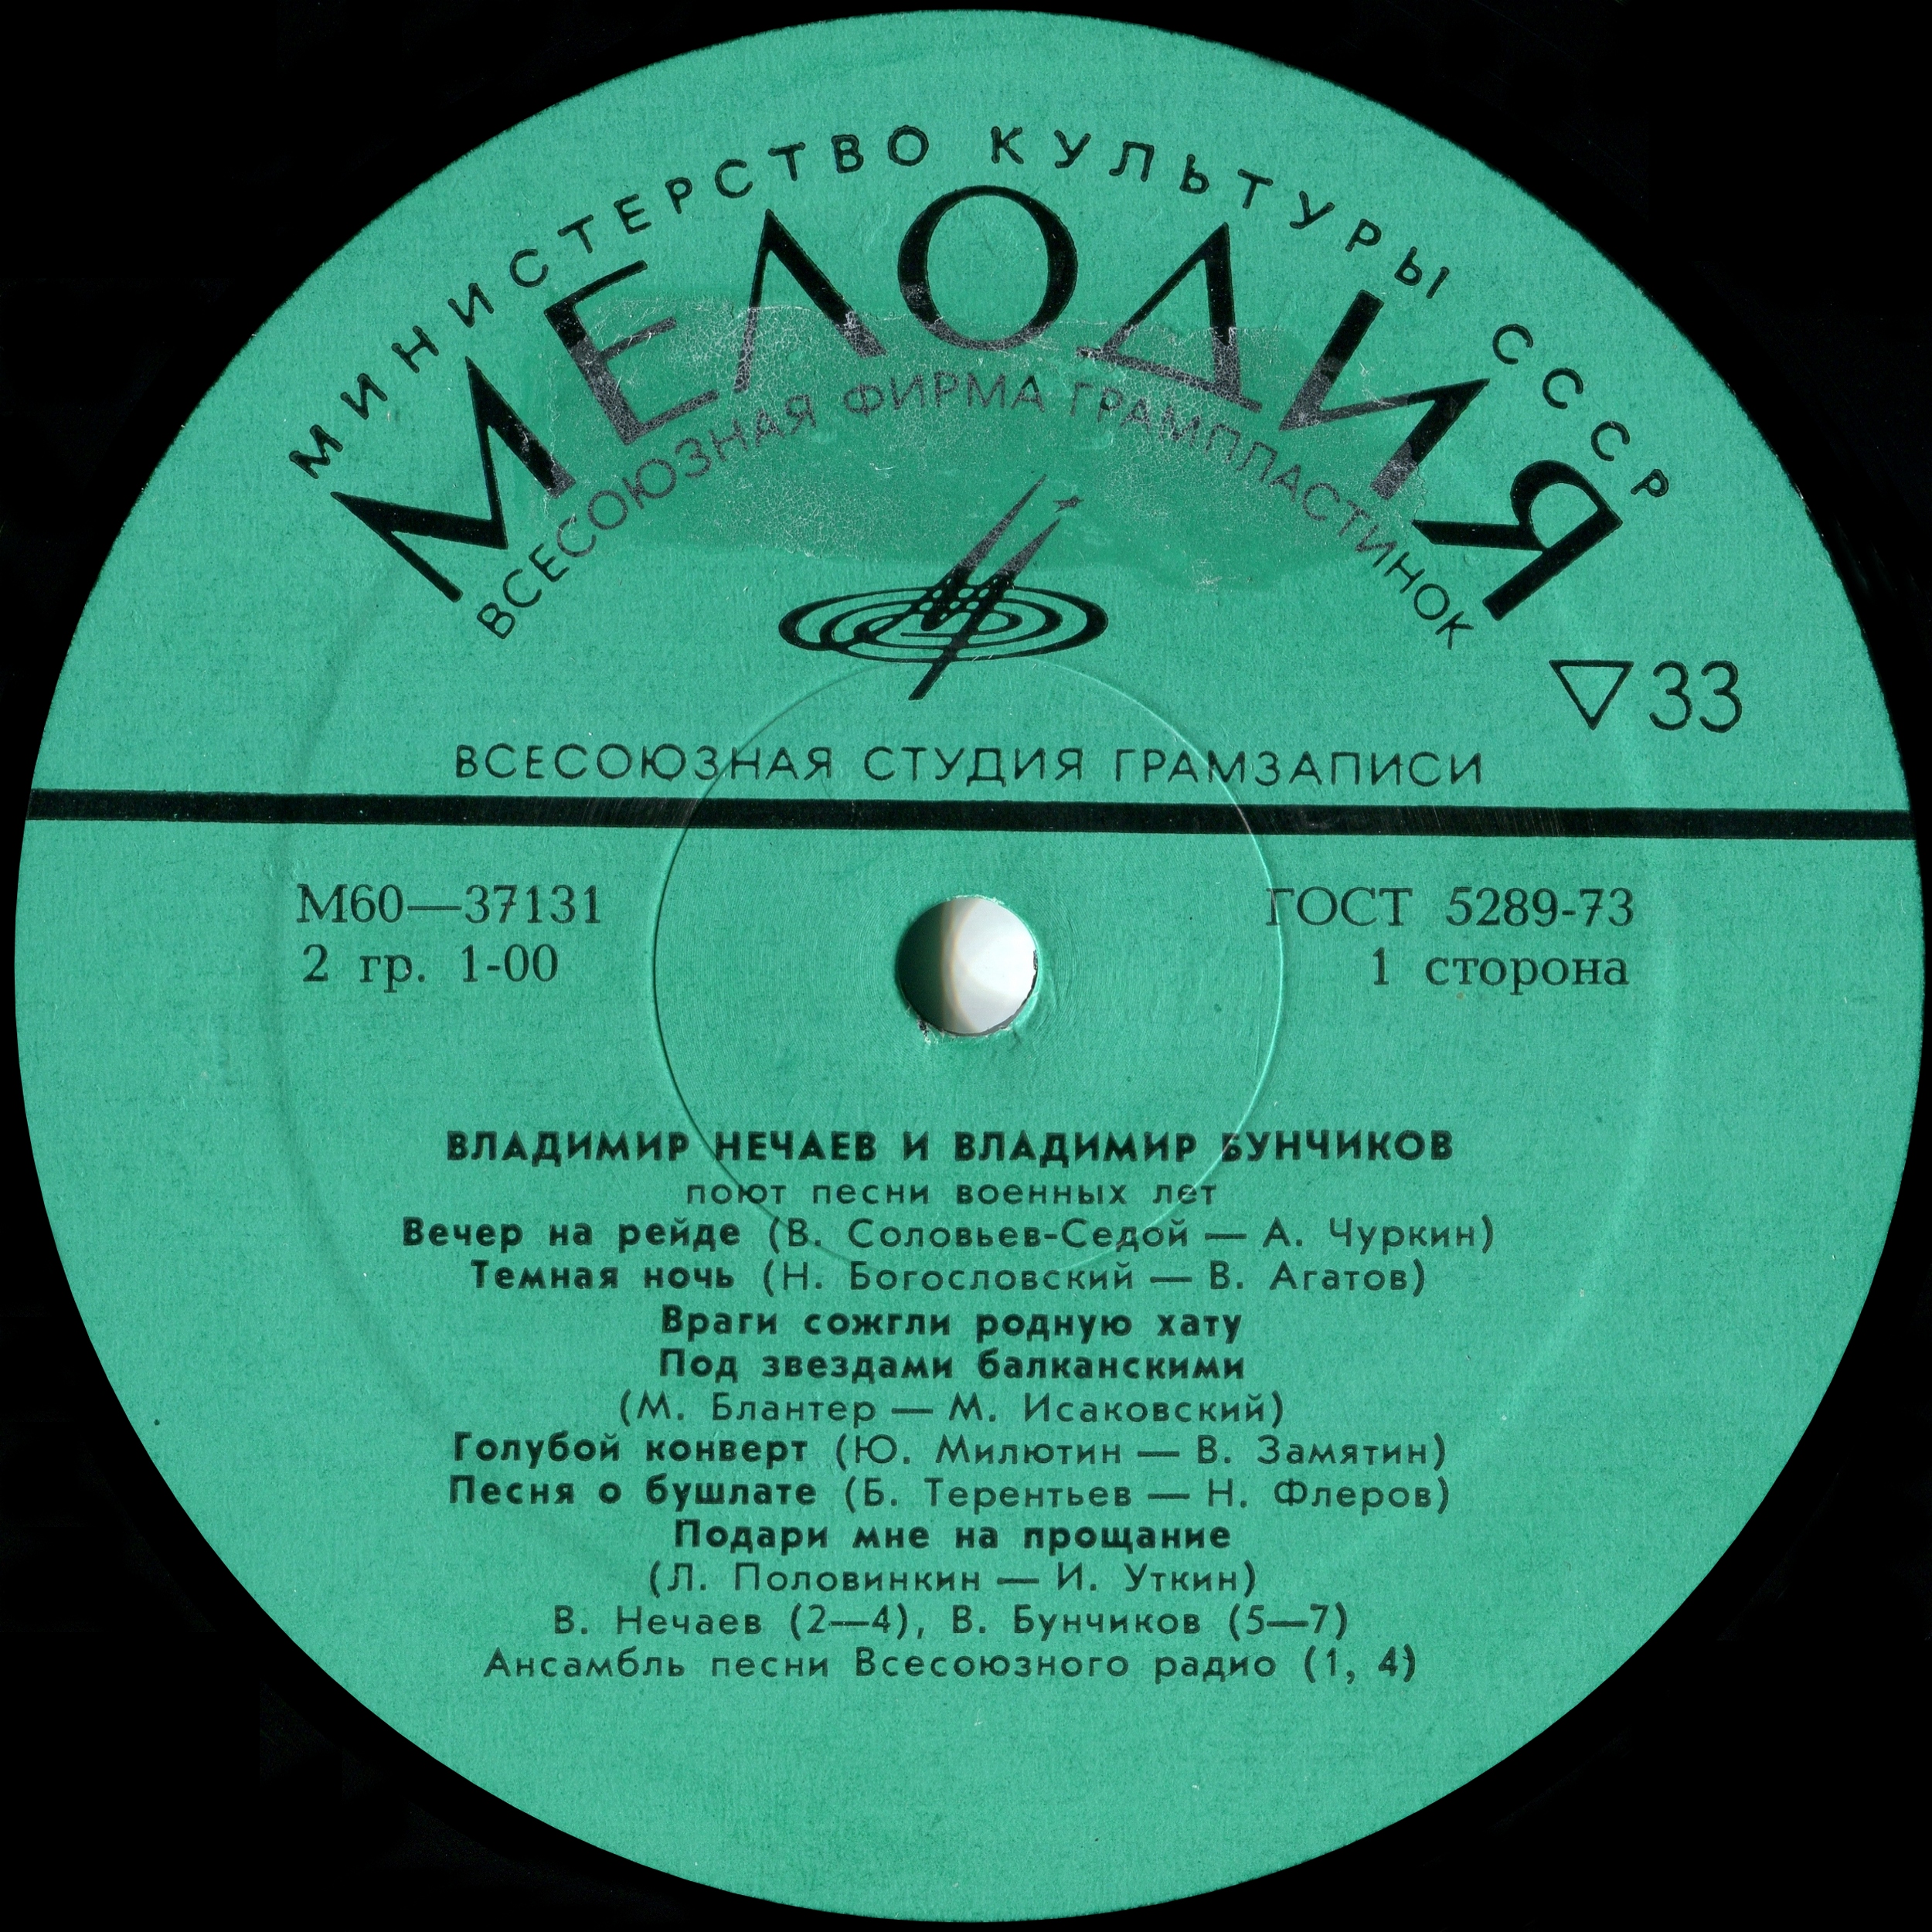 МИНИСТЕРСТВО КУЛЬТУРЫ СССР
МЕЛОДИЯ
ВСЕСОЮЗНАЯ ФИРМА ГРАМПЛАСТИНОК
▽33
ВСЕСОЮЗНАЯ СТУДИЯ ГРАМЗАПИСИ
М60—37131
ГОСТ 5289-73
2 гр. 1-00
1 сторона
ВЛАДИМИР НЕЧАЕВ И ВЛАДИМИР БУНЧИКОВ
поют песни военных лет
Вечер на рейде (В. Соловьев-Седой — А. Чуркин)
Темная ночь (Н. Богословский — В. Агатов)
Враги сожгли родную хату
Под звездами балканскими
(М. Блантер — М. Исаковский)
Голубой конверт (Ю. Милютин — В. Замятин)
Песня о бушлате (Б. Терентьев — Н. Флеров)
Подари мне на прощание
(Л. Половинкин — И. Уткин)
В. Нечаев (2—4), В. Бунчиков (5—7)
Ансамбль песни Всесоюзного радио (1, 4)